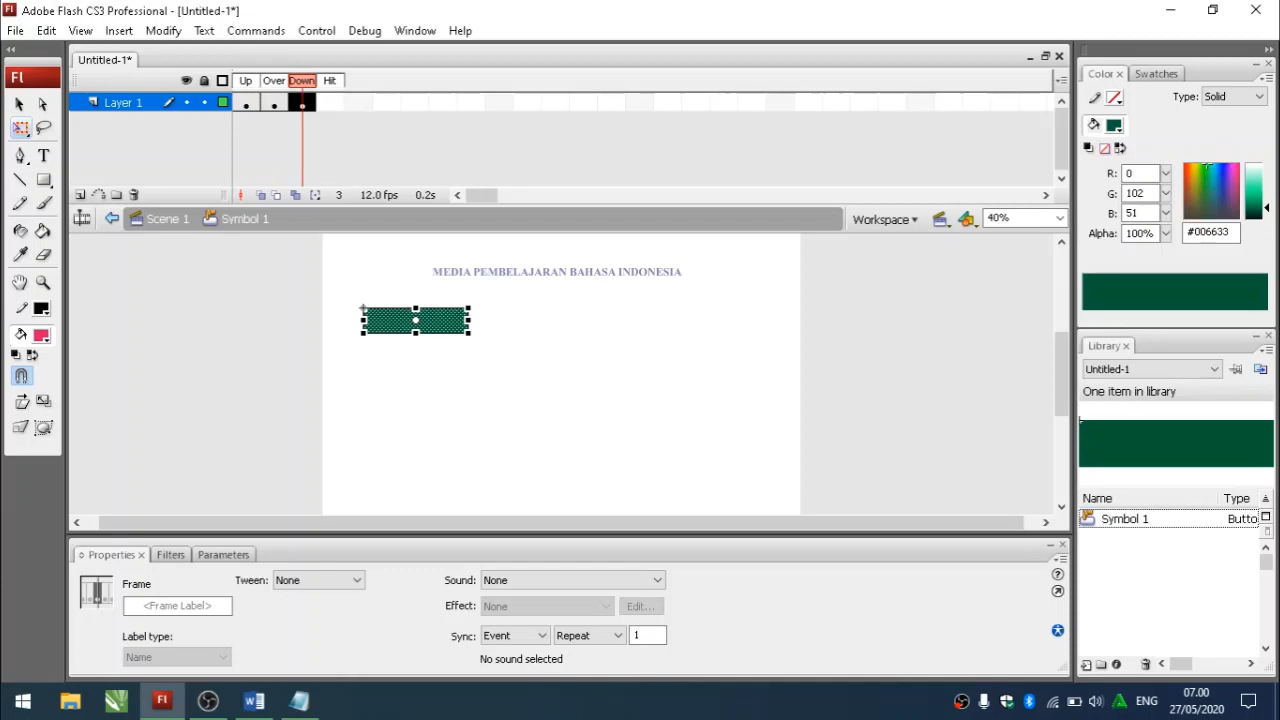 Adobe Flash CS3 Professional - [Untitled-1*]
File Edit View Insert Modify Text Commands Control Debug Window Help
Fl
Untitled-1*
Up Over Down Hit
Layer 1
3 12.0 fps 0.2s
Scene 1 Symbol 1 Workspace 40%
MEDIA PEMBELAJARAN BAHASA INDONESIA
Properties Filters Parameters
Frame
<Frame Label>
Label type:
Name
Tween: None
Sound: None
Effect: None Edit...
Sync: Event Repeat 1
No sound selected
Color Swatches
Type: Solid
R: 0
G: 102
B: 51
Alpha: 100% #006633
Library
Untitled-1
One item in library
Name Type
Symbol 1 Butto
Fl
W
ENG
07.00
27/05/2020